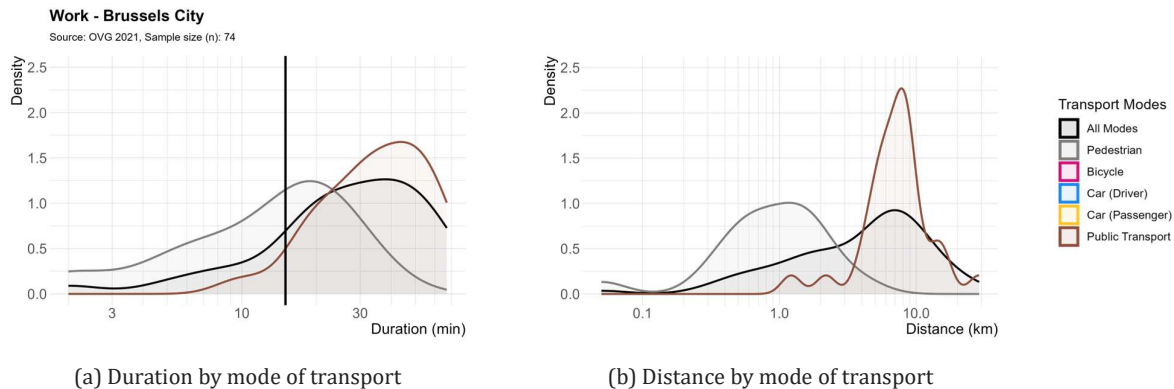 Work - Brussels City
Source: OVG 2021, Sample size (n): 74
Density
2.5
2.0
1.5
1.0
0.5
0.0
3
10
30
Duration (min)
Density
2.5
2.0
1.5
1.0
0.5
0.0
0.1
1.0
10.0
Distance (km)
Transport Modes
All Modes
Pedestrian
Bicycle
Car (Driver)
Car (Passenger)
Public Transport
(a) Duration by mode of transport
(b) Distance by mode of transport